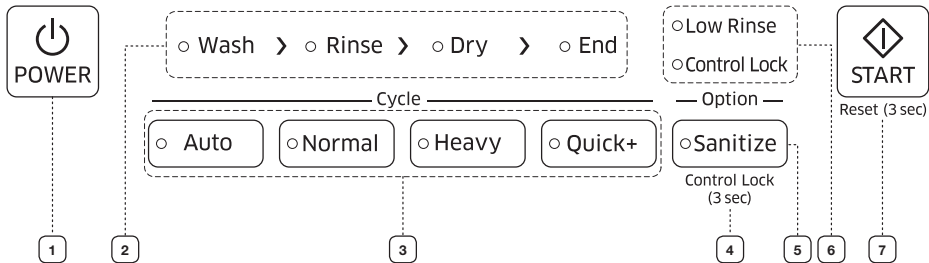 POWER
Wash › Rinse › Dry › End
Low Rinse
Control Lock
START
Reset (3 sec)
Cycle
Option
Auto
Normal
Heavy
Quick+
Sanitize
Control Lock
(3 sec)
1
2
3
4
5
6
7